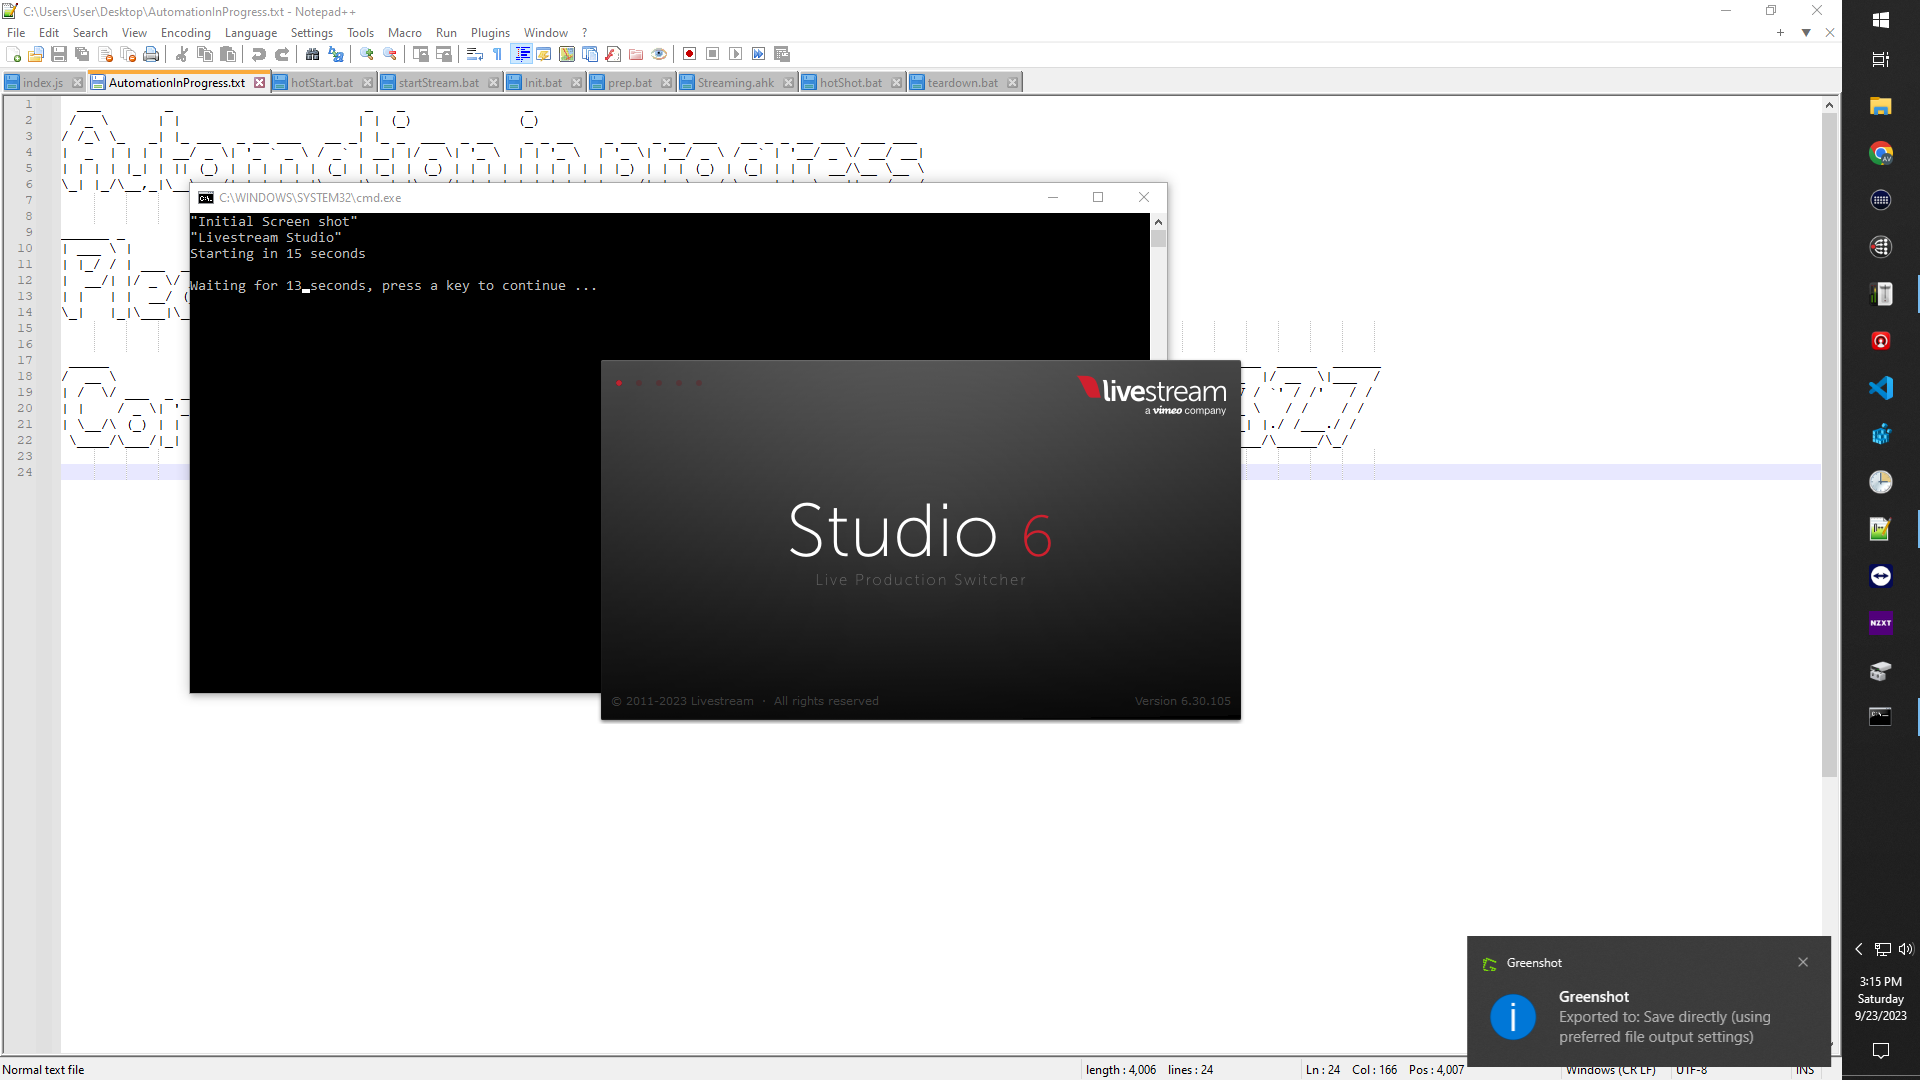 C:\Users\User\Desktop\AutomationInProgress.txt - Notepad++
File Edit Search View Encoding Language Settings Tools Macro Run Plugins Window ?
index.js AutomationInProgress.txt hotStart.bat startStream.bat Init.bat prep.bat Streaming.ahk hotShot.bat teardown.bat
1
2
3
4
5
6
7
8
9
10
11
12
13
14
15
16
17
18
19
20
21
22
23
24
Automation in progress
C:\WINDOWS\SYSTEM32\cmd.exe
"Initial Screen shot"
"Livestream Studio"
Starting in 15 seconds
Waiting for 13 seconds, press a key to continue ...
livestream
a vimeo company
Studio 6
Live Production Switcher
© 2011-2023 Livestream · All rights reserved
Version 6.30.105
NZXT
Greenshot
Greenshot
Exported to: Save directly (using
preferred file output settings)
3:15 PM
Saturday
9/23/2023
Normal text file
length : 4,006 lines : 24
Ln : 24 Col : 166 Pos : 4,007
Windows (CR LF)
UTF-8
INS